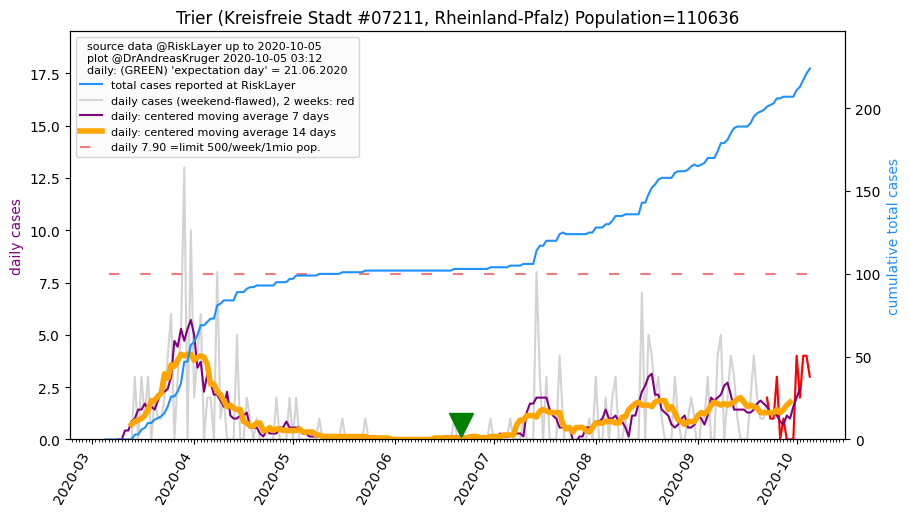 Trier (Kreisfreie Stadt #07211, Rheinland-Pfalz) Population=110636
source data @RiskLayer up to 2020-10-05
plot @DrAndreasKruger 2020-10-05 03:12
daily: (GREEN) 'expectation day' = 21.06.2020
total cases reported at RiskLayer
daily cases (weekend-flawed), 2 weeks: red
daily: centered moving average 7 days
daily: centered moving average 14 days
daily 7.90 =limit 500/week/1mio pop.
daily cases
17.5
15.0
12.5
10.0
7.5
5.0
2.5
0.0
cumulative total cases
200
150
100
50
0
2020-03
2020-04
2020-05
2020-06
2020-07
2020-08
2020-09
2020-10